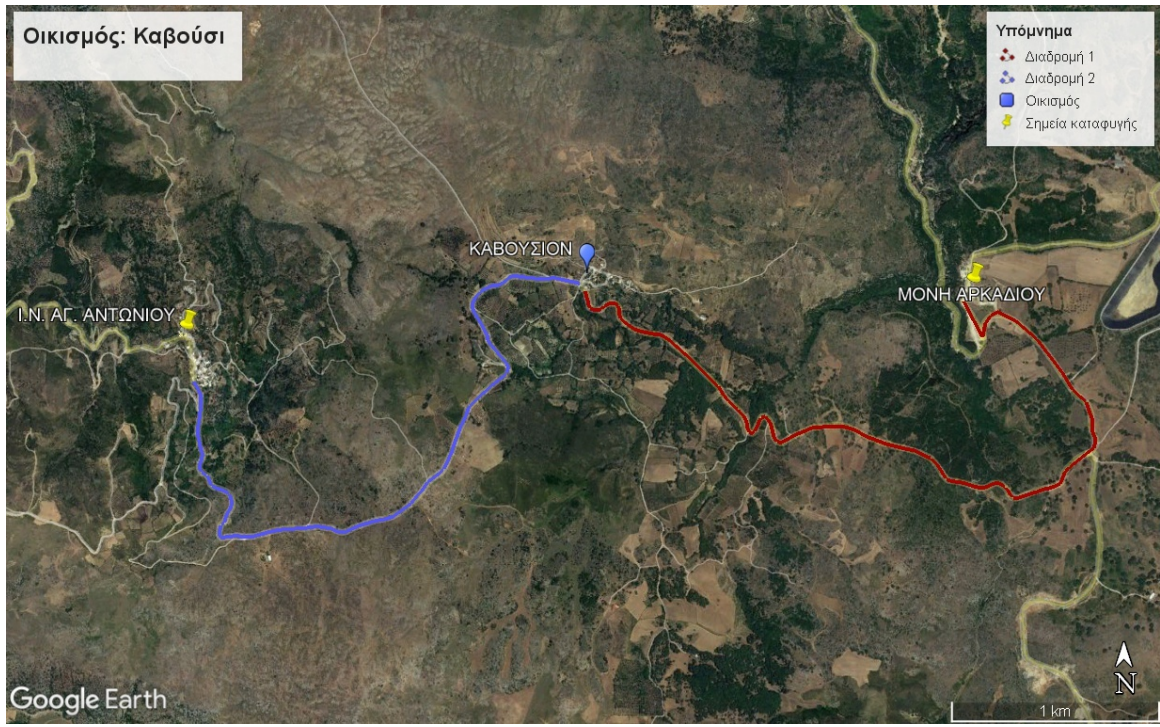 Οικισμός: Καβούσι
Υπόμνημα
Διαδρομή 1
Διαδρομή 2
Οικισμός
Σημεία καταφυγής
ΚΑΒΟΥΣΙΟΝ
ΜΟΝΗ ΑΡΚΑΔΙΟΥ
Ι.Ν. ΑΓ. ΑΝΤΩΝΙΟΥ
N
Google Earth
1 km